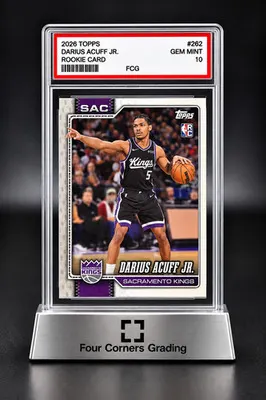 2026 TOPPS #262
DARIUS ACUFF JR. GEM MINT
ROOKIE CARD 10
FCG
SAC
Topps
Kings
5
KINGS
DARIUS ACUFF JR.
SACRAMENTO KINGS
Four Corners Grading